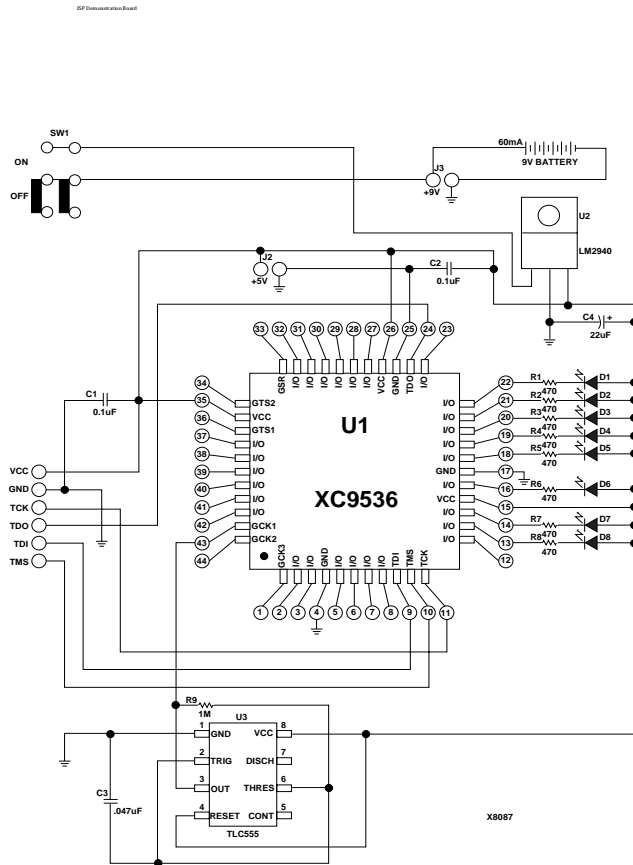 ISP Demonstration Board
SW1
ON
OFF
60mA
9V BATTERY
J3
+9V
U2
LM2940
J2
+5V
C2
0.1uF
C4
+
22uF
33 32 31 30 29 28 27 26 25 24 23
GSR I/O I/O I/O I/O I/O I/O VCC GND TDO I/O
C1
0.1uF
34
GTS2
35
VCC
36
GTS1
37
I/O
38
I/O
39
I/O
40
I/O
41
I/O
42
I/O
43
GCK1
44
GCK2
U1
XC9536
I/O
22
R1
470
D1
I/O
21
R2
470
D2
I/O
20
R3
470
D3
I/O
19
R4
470
D4
I/O
18
R5
470
D5
GND
17
I/O
16
R6
470
D6
VCC
15
I/O
14
R7
470
D7
I/O
13
R8
470
D8
I/O
12
VCC
GND
TCK
TDO
TDI
TMS
GCK3 I/O I/O GND I/O I/O I/O I/O TDI TMS TCK
1 2 3 4 5 6 7 8 9 10 11
R9
1M
U3
1
GND
VCC
8
2
TRIG
DISCH
7
3
OUT
THRES
6
4
RESET
CONT
5
TLC555
C3
.047uF
X8087